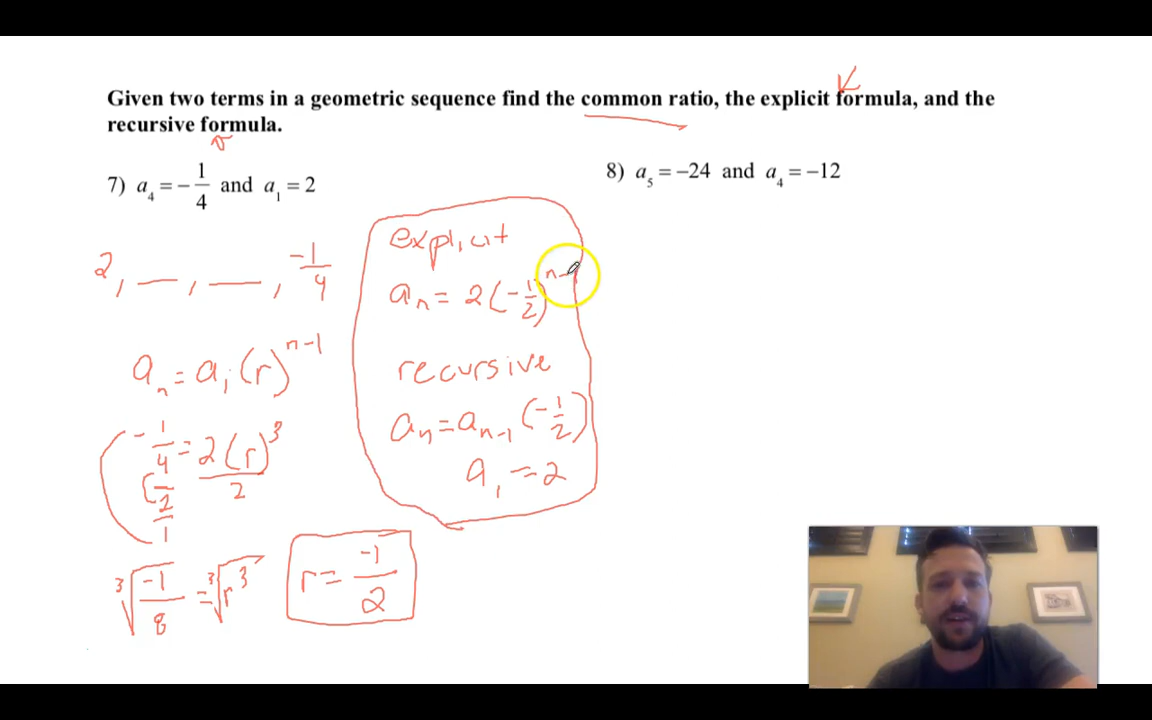 Given two terms in a geometric sequence find the common ratio, the explicit formula, and the
recursive formula.
7) a₄ = −1/4 and a₁ = 2
8) a₅ = −24 and a₄ = −12
2, __, __, -1/4
aₙ = a₁(r)ⁿ⁻¹
-1/4 = 2(r)³
2
2/1
³√(-1/8) = ³√r³
r = -1/2
explicit
aₙ = 2(-1/2)ⁿ⁻
recursive
aₙ = aₙ₋₁(-1/2)
a₁ = 2